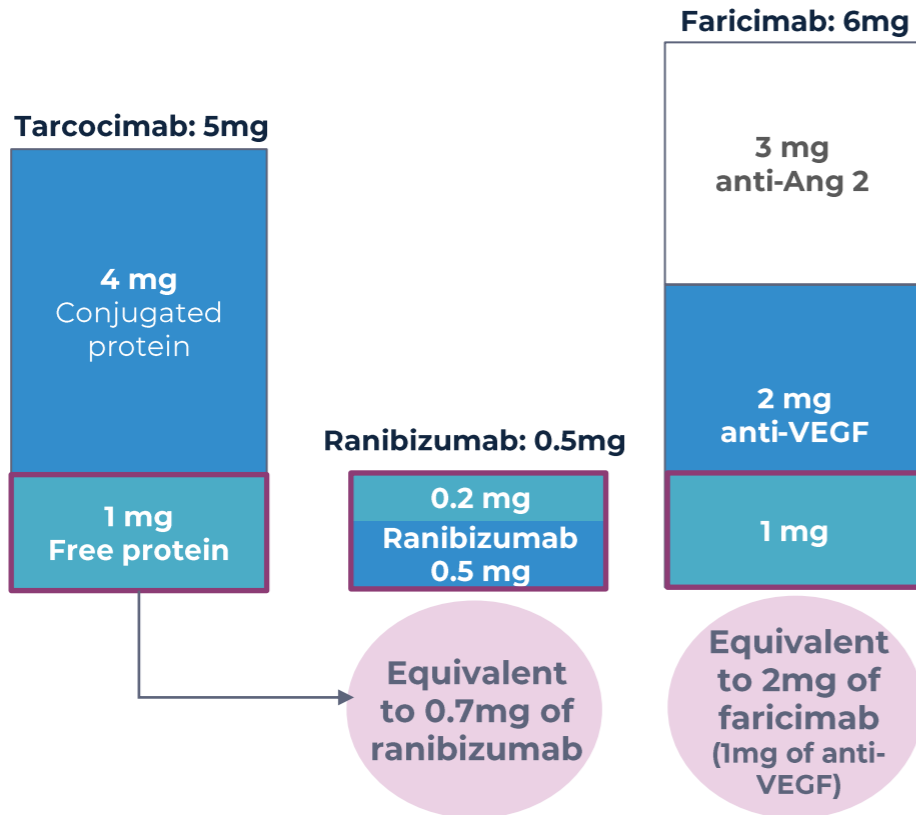 Tarcocimab: 5mg
4 mg
Conjugated
protein
1 mg
Free protein
Ranibizumab: 0.5mg
0.2 mg
Ranibizumab
0.5 mg
Equivalent
to 0.7mg of
ranibizumab
Faricimab: 6mg
3 mg
anti-Ang 2
2 mg
anti-VEGF
1 mg
Equivalent
to 2mg of
faricimab
(1mg of anti-
VEGF)